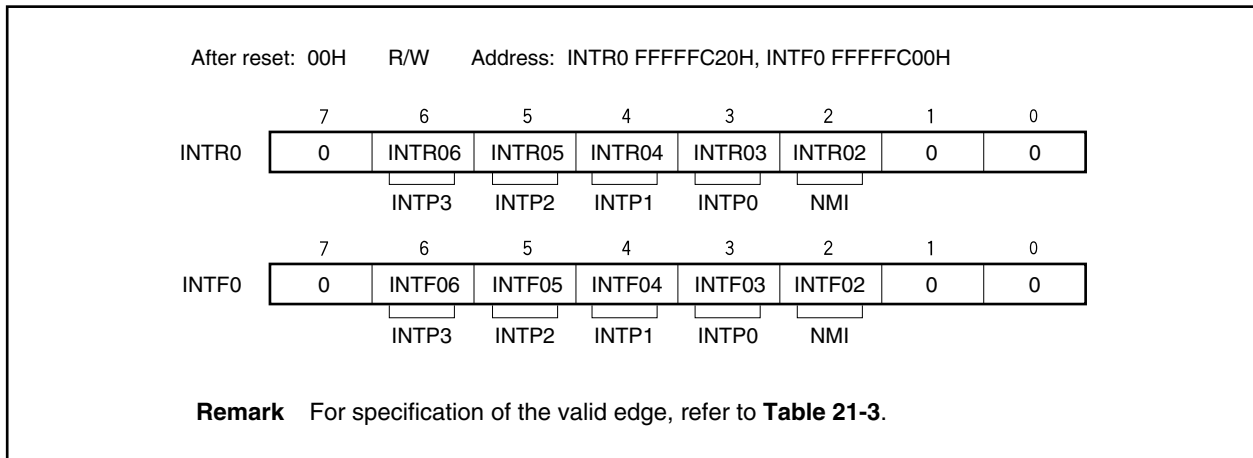 After reset: 00H R/W Address: INTR0 FFFFFC20H, INTF0 FFFFFC00H
7 6 5 4 3 2 1 0
INTR0 0 INTR06 INTR05 INTR04 INTR03 INTR02 0 0
INTP3 INTP2 INTP1 INTP0 NMI
7 6 5 4 3 2 1 0
INTF0 0 INTF06 INTF05 INTF04 INTF03 INTF02 0 0
INTP3 INTP2 INTP1 INTP0 NMI
Remark For specification of the valid edge, refer to Table 21-3.